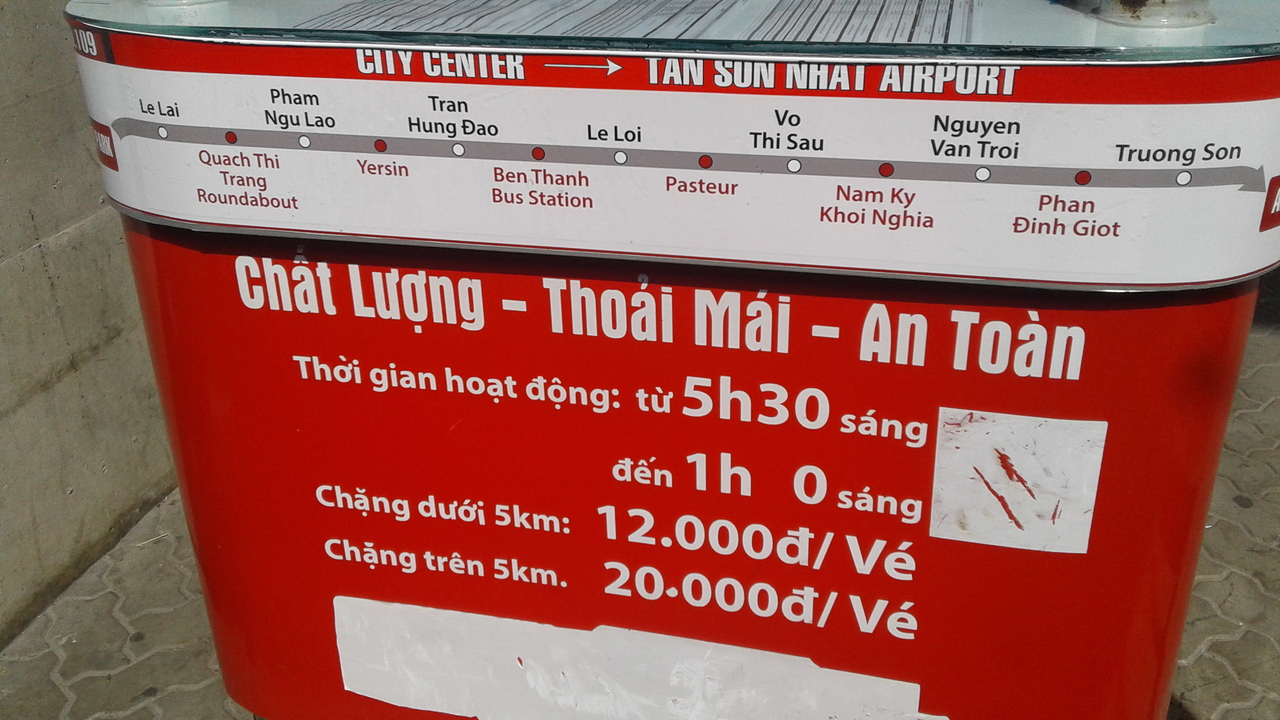 109
CITY CENTER → TAN SON NHAT AIRPORT
Le Lai
Pham
Ngu Lao
Tran
Hung Đao
Le Loi
Vo
Thi Sau
Nguyen
Van Troi
Truong Son
Quach Thi
Trang
Roundabout
Yersin
Ben Thanh
Bus Station
Pasteur
Nam Ky
Khoi Nghia
Phan
Đinh Giot
Chất Lượng – Thoải Mái – An Toàn
Thời gian hoạt động: từ 5h30 sáng
đến 1h 0 sáng
Chặng dưới 5km: 12.000đ/ Vé
Chặng trên 5km. 20.000đ/ Vé